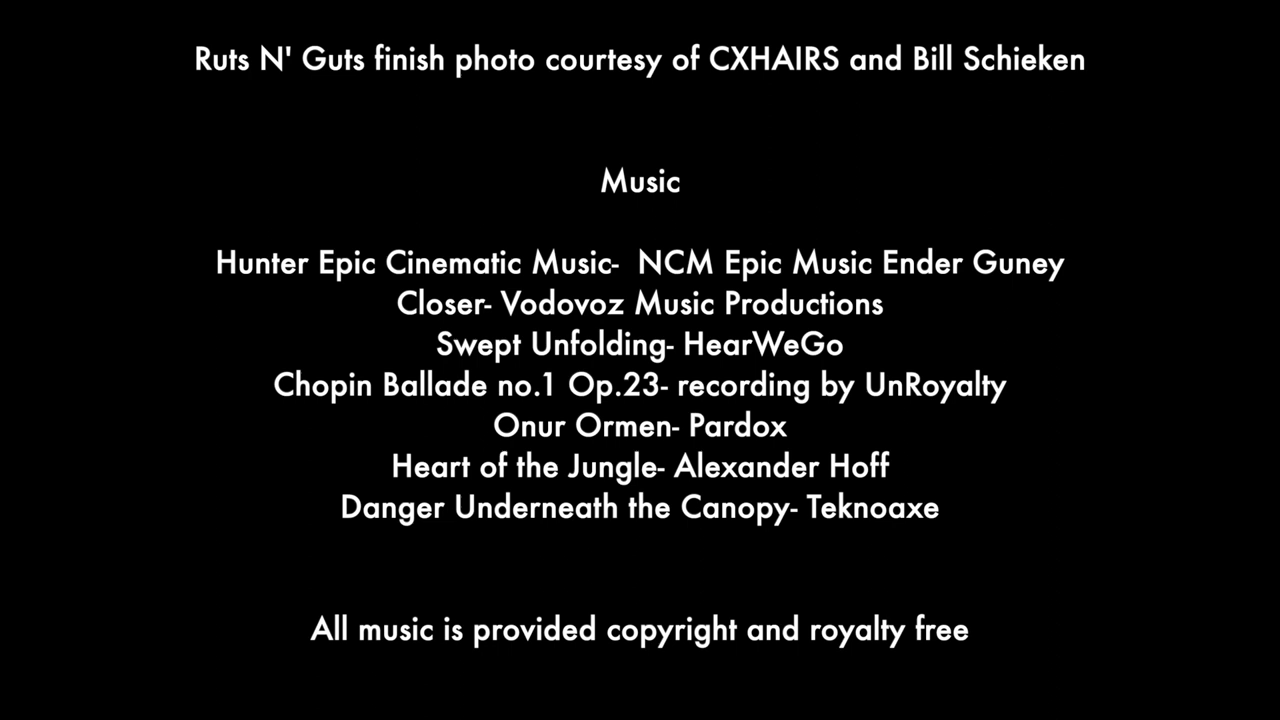 Ruts N' Guts finish photo courtesy of CXHAIRS and Bill Schieken
Music
Hunter Epic Cinematic Music-  NCM Epic Music Ender Guney
Closer- Vodovoz Music Productions
Swept Unfolding- HearWeGo
Chopin Ballade no.1 Op.23- recording by UnRoyalty
Onur Ormen- Pardox
Heart of the Jungle- Alexander Hoff
Danger Underneath the Canopy- Teknoaxe
All music is provided copyright and royalty free